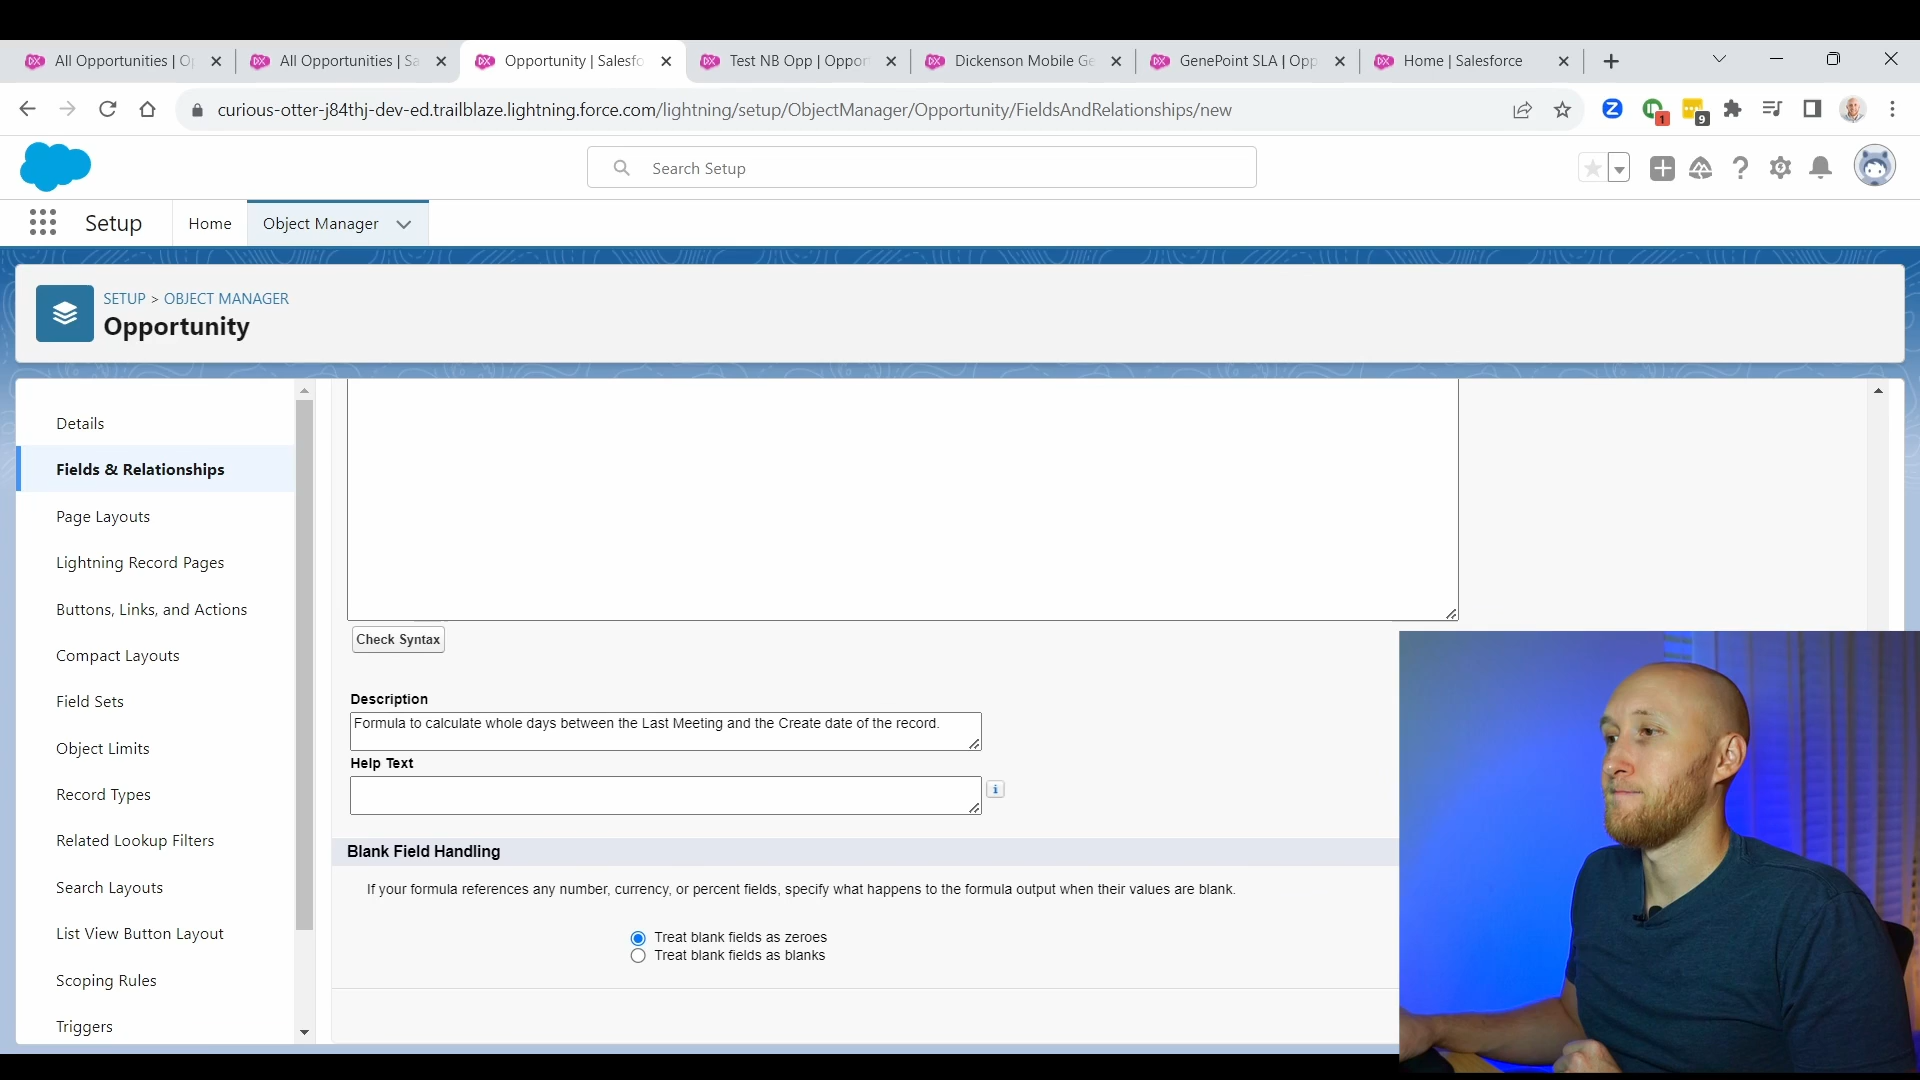 All Opportunities | O
All Opportunities | Sa
Opportunity | Salesfo
Test NB Opp | Oppor
Dickenson Mobile Ge
GenePoint SLA | Opp
Home | Salesforce
curious-otter-j84thj-dev-ed.trailblaze.lightning.force.com/lightning/setup/ObjectManager/Opportunity/FieldsAndRelationships/new
1
9
Search Setup
Setup
Home
Object Manager
SETUP > OBJECT MANAGER
Opportunity
Details
Fields & Relationships
Page Layouts
Lightning Record Pages
Buttons, Links, and Actions
Compact Layouts
Field Sets
Object Limits
Record Types
Related Lookup Filters
Search Layouts
List View Button Layout
Scoping Rules
Triggers
Check Syntax
Description
Formula to calculate whole days between the Last Meeting and the Create date of the record.
Help Text
Blank Field Handling
If your formula references any number, currency, or percent fields, specify what happens to the formula output when their values are blank.
Treat blank fields as zeroes
Treat blank fields as blanks